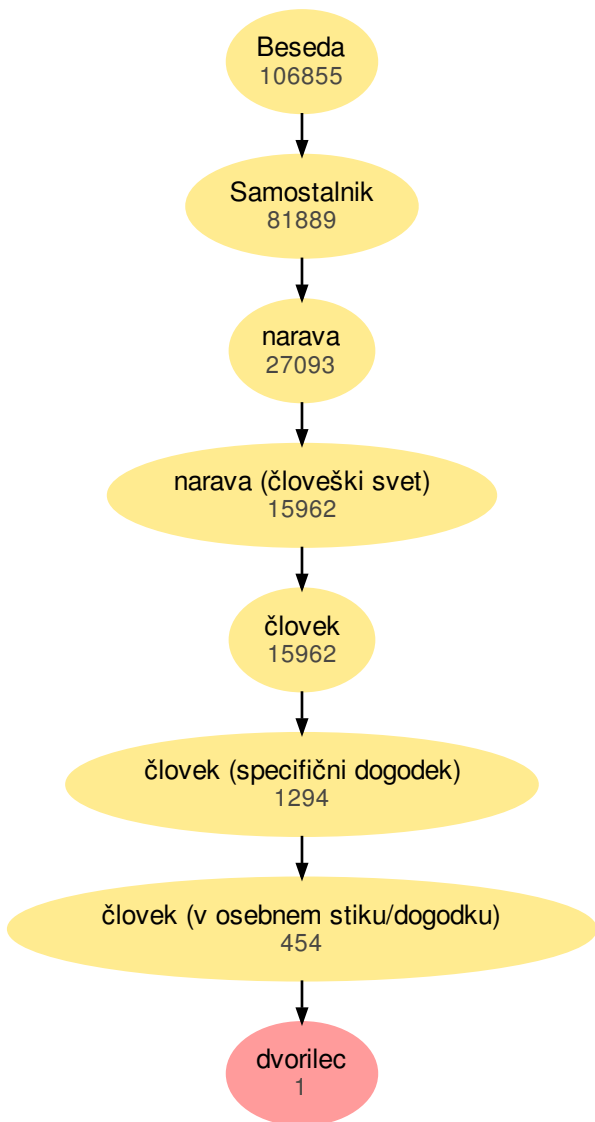 Beseda
106855
Samostalnik
81889
narava
27093
narava (človeški svet)
15962
človek
15962
človek (specifični dogodek)
1294
človek (v osebnem stiku/dogodku)
454
dvorilec
1